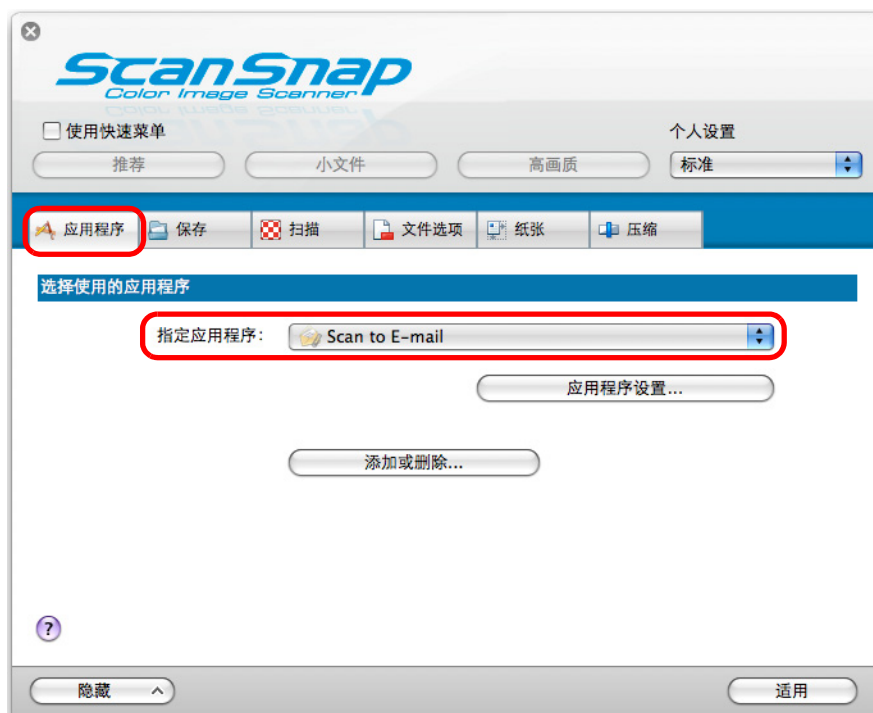 ScanSnap
Color Image Scanner
使用快速菜单
个人设置
推荐 小文件 高画质 标准
应用程序 保存 扫描 文件选项 纸张 压缩
选择使用的应用程序
指定应用程序： Scan to E-mail
应用程序设置...
添加或删除...
?
隐藏 适用